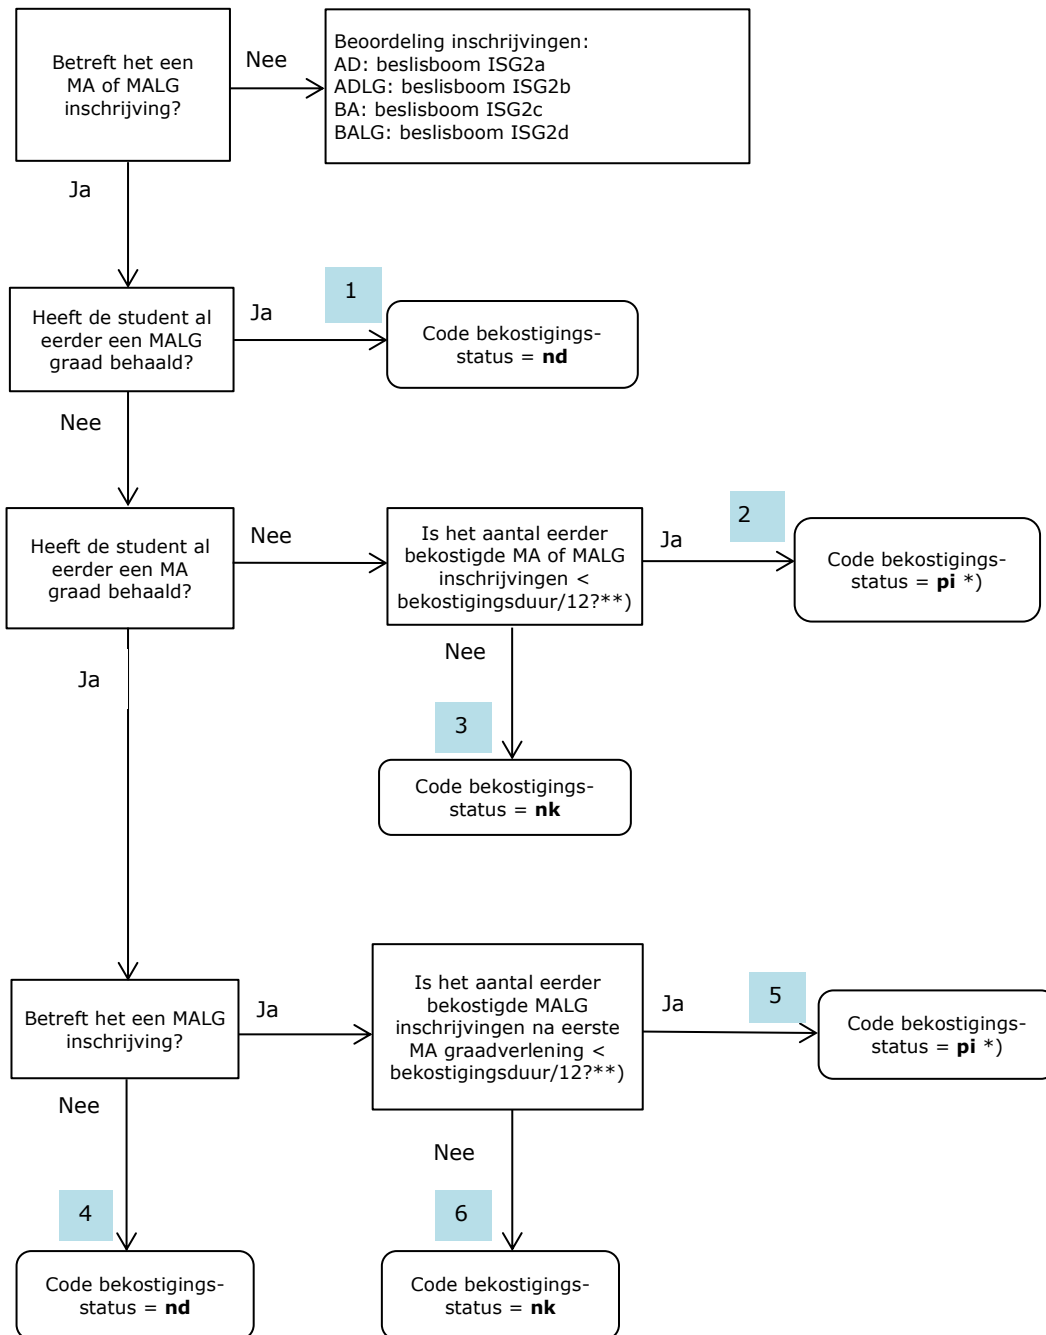 Betreft het een
MA of MALG
inschrijving?
Nee
Beoordeling inschrijvingen:
AD: beslisboom ISG2a
ADLG: beslisboom ISG2b
BA: beslisboom ISG2c
BALG: beslisboom ISG2d
Ja
Heeft de student al
eerder een MALG
graad behaald?
Ja
1
Code bekostigings-
status = nd
Nee
Heeft de student al
eerder een MA
graad behaald?
Nee
Is het aantal eerder
bekostigde MA of MALG
inschrijvingen <
bekostigingsduur/12?**)
Ja
2
Code bekostigings-
status = pi *)
Nee
3
Code bekostigings-
status = nk
Ja
Betreft het een MALG
inschrijving?
Ja
Is het aantal eerder
bekostigde MALG
inschrijvingen na eerste
MA graadverlening <
bekostigingsduur/12?**)
Ja
5
Code bekostigings-
status = pi *)
Nee
4
Code bekostigings-
status = nd
Nee
6
Code bekostigings-
status = nk